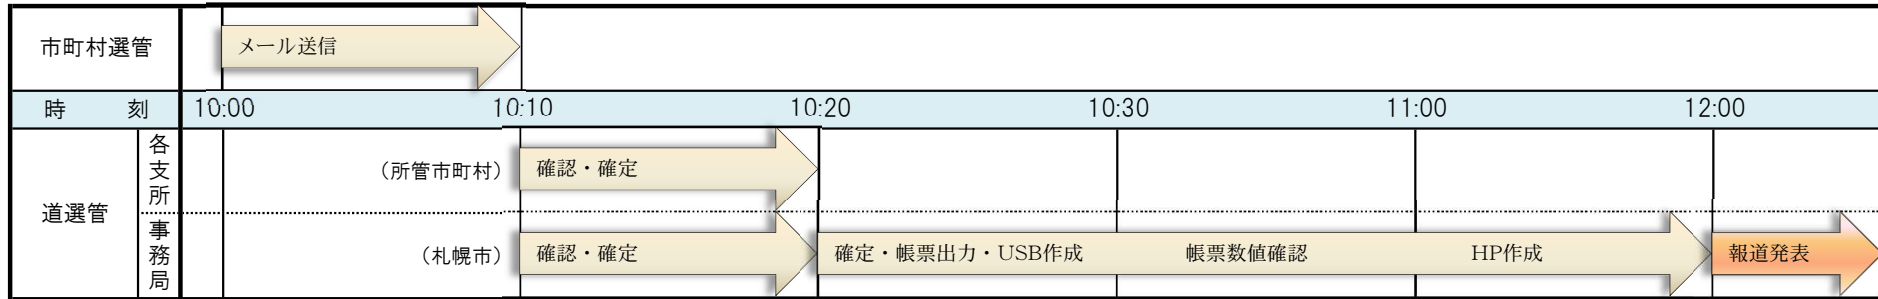 市町村選管 メール送信
時 刻 10:00 10:10 10:20 10:30 11:00 12:00
道選管
各支所 (所管市町村) 確認・確定
事務局 (札幌市) 確認・確定 確定・帳票出力・USB作成 帳票数値確認 HP作成 報道発表